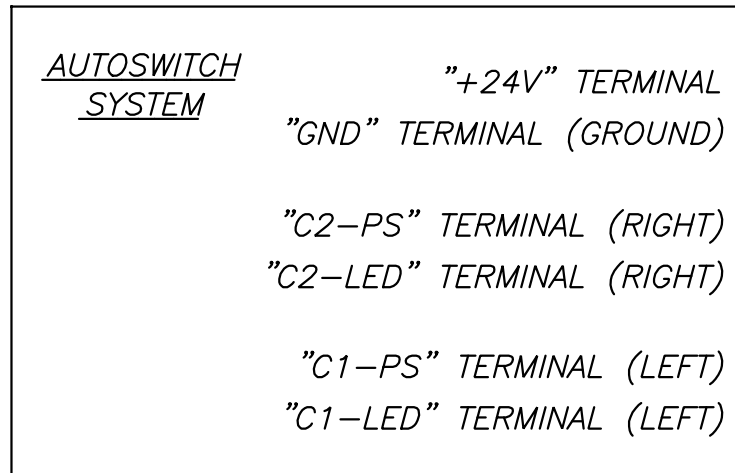 AUTOSWITCH
SYSTEM
"+24V" TERMINAL
"GND" TERMINAL (GROUND)
"C2-PS" TERMINAL (RIGHT)
"C2-LED" TERMINAL (RIGHT)
"C1-PS" TERMINAL (LEFT)
"C1-LED" TERMINAL (LEFT)